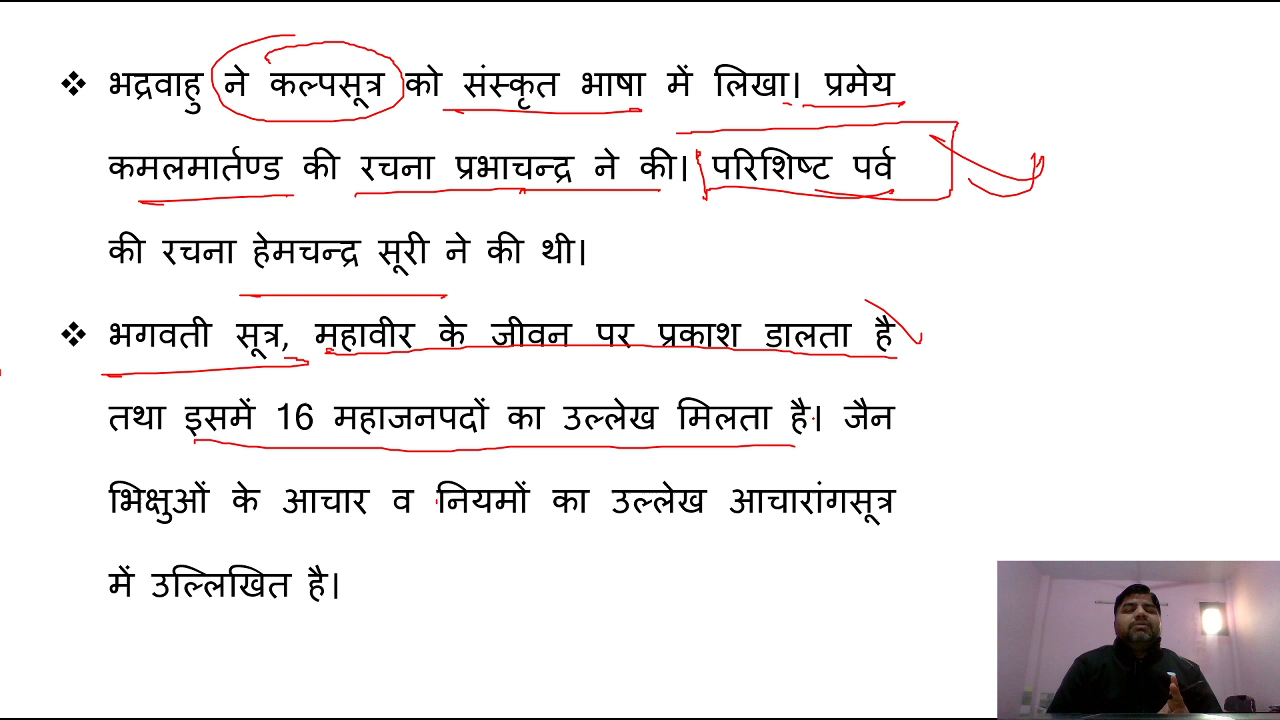 ❖ भद्रवाहु ने कल्पसूत्र को संस्कृत भाषा में लिखा। प्रमेय
कमलमार्तण्ड की रचना प्रभाचन्द्र ने की। परिशिष्ट पर्व
की रचना हेमचन्द्र सूरी ने की थी।
❖ भगवती सूत्र, महावीर के जीवन पर प्रकाश डालता है
तथा इसमें 16 महाजनपदों का उल्लेख मिलता है। जैन
भिक्षुओं के आचार व नियमों का उल्लेख आचारांगसूत्र
में उल्लिखित है।